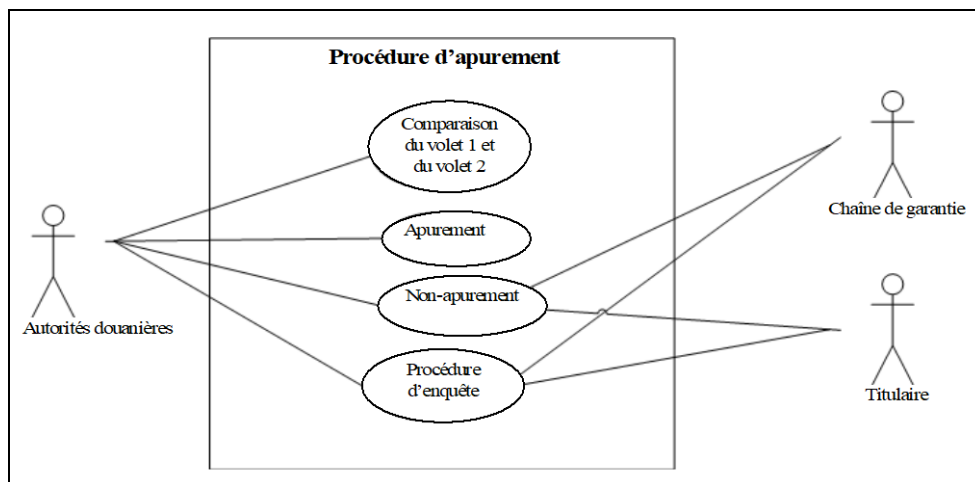 Procédure d'apurement
Comparaison
du volet 1 et
du volet 2
Chaîne de garantie
Apurement
Non-apurement
Autorités douanières
Procédure
d'enquête
Titulaire